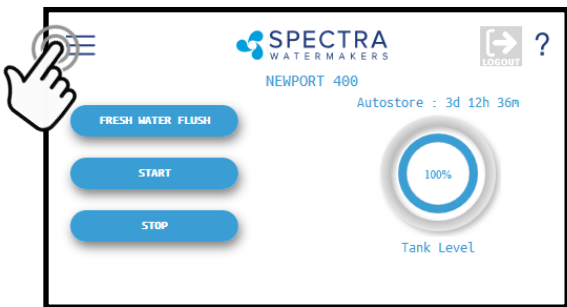 SPECTRA
WATERMAKERS
LOGOUT
?
NEWPORT 400
Autostore : 3d 12h 36m
FRESH WATER FLUSH
START
100%
STOP
Tank Level